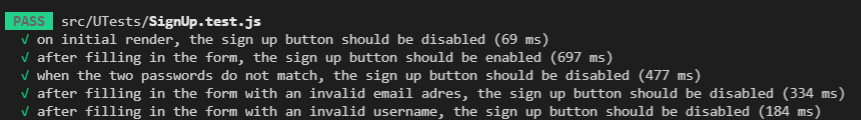 PASS src/UTests/SignUp.test.js
√ on initial render, the sign up button should be disabled (69 ms)
√ after filling in the form, the sign up button should be enabled (697 ms)
√ when the two passwords do not match, the sign up button should be disabled (477 ms)
√ after filling in the form with an invalid email adres, the sign up button should be disabled (334 ms)
√ after filling in the form with an invalid username, the sign up button should be disabled (184 ms)